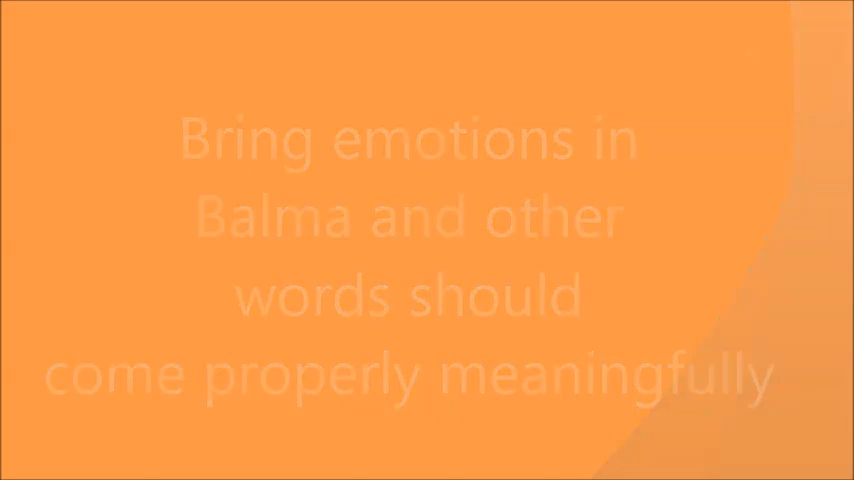 Bring emotions in
Balma and other
words should
come properly meaningfully